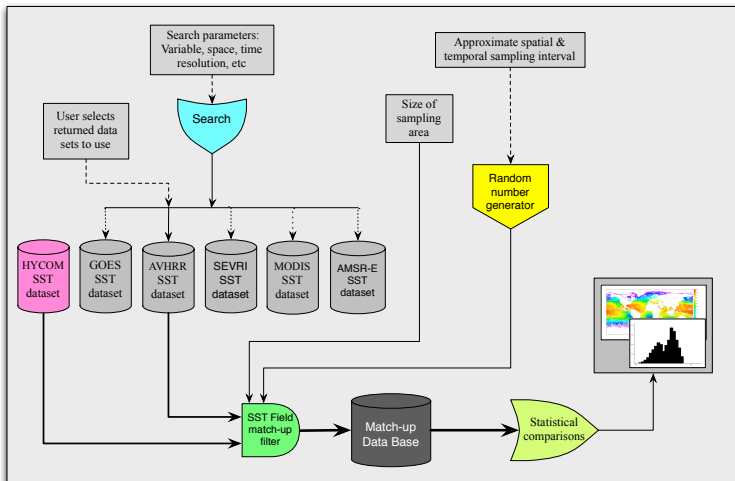 Search parameters:
Variable, space, time
resolution, etc
Approximate spatial &
temporal sampling interval
User selects
returned data
sets to use
Search
Size of
sampling
area
Random
number
generator
HYCOM
SST
dataset
GOES
SST
dataset
AVHRR
SST
dataset
SEVRI
SST
dataset
MODIS
SST
dataset
AMSR-E
SST
dataset
SST Field
match-up
filter
Match-up
Data Base
Statistical
comparisons